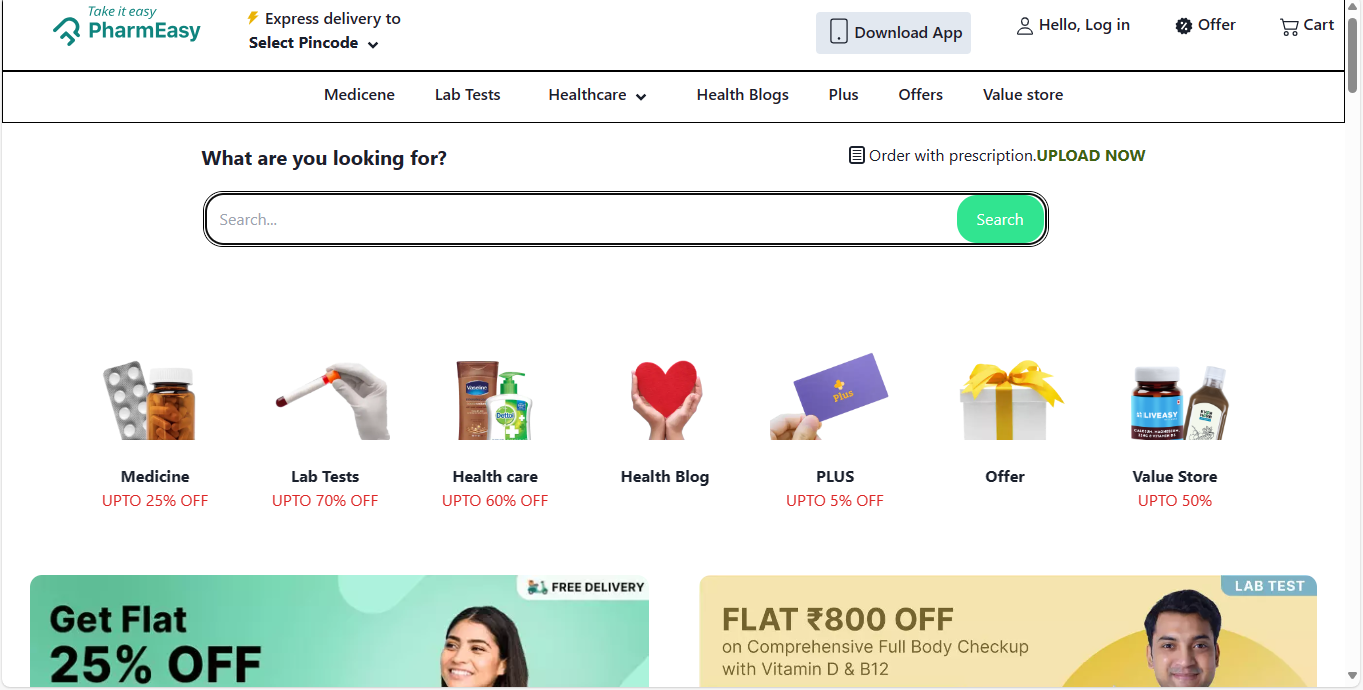 Take it easy
PharmEasy
Express delivery to
Select Pincode
Download App
Hello, Log in
Offer
Cart
Medicene
Lab Tests
Healthcare
Health Blogs
Plus
Offers
Value store
What are you looking for?
Order with prescription.UPLOAD NOW
Search...
Search
Vaseine
Dettol
Plus
LIVEASY
Medicine
UPTO 25% OFF
Lab Tests
UPTO 70% OFF
Health care
UPTO 60% OFF
Health Blog
PLUS
UPTO 5% OFF
Offer
Value Store
UPTO 50%
FREE DELIVERY
Get Flat
25% OFF
LAB TEST
FLAT ₹800 OFF
on Comprehensive Full Body Checkup
with Vitamin D & B12